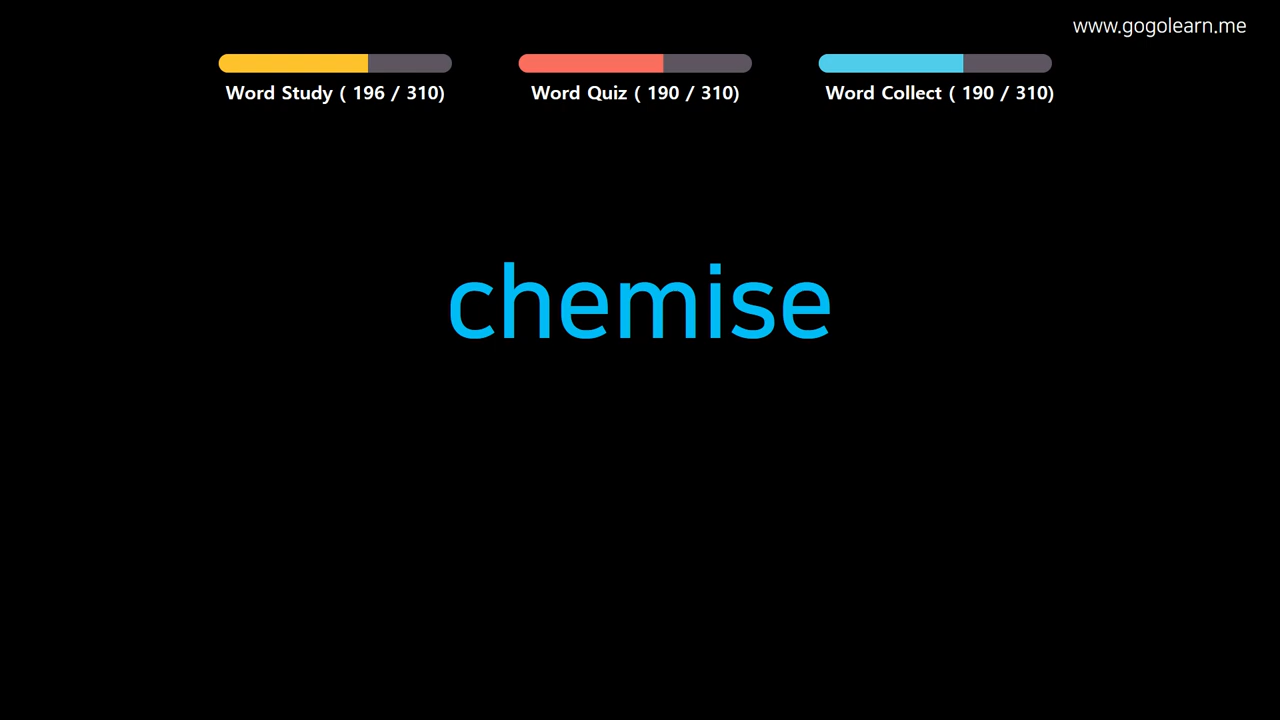 www.gogolearn.me
Word Study ( 196 / 310)
Word Quiz ( 190 / 310)
Word Collect ( 190 / 310)
chemise